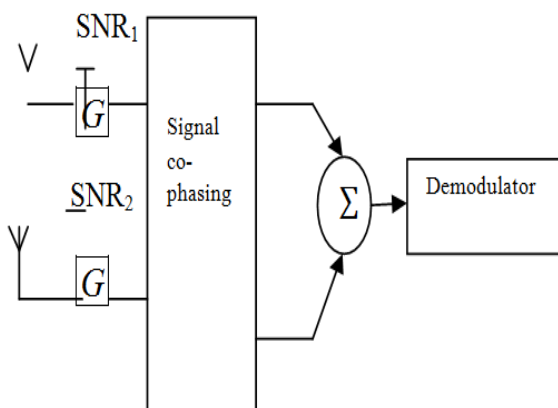 SNR₁
G
Signal
co-
phasing
SNR₂
G
Σ
Demodulator